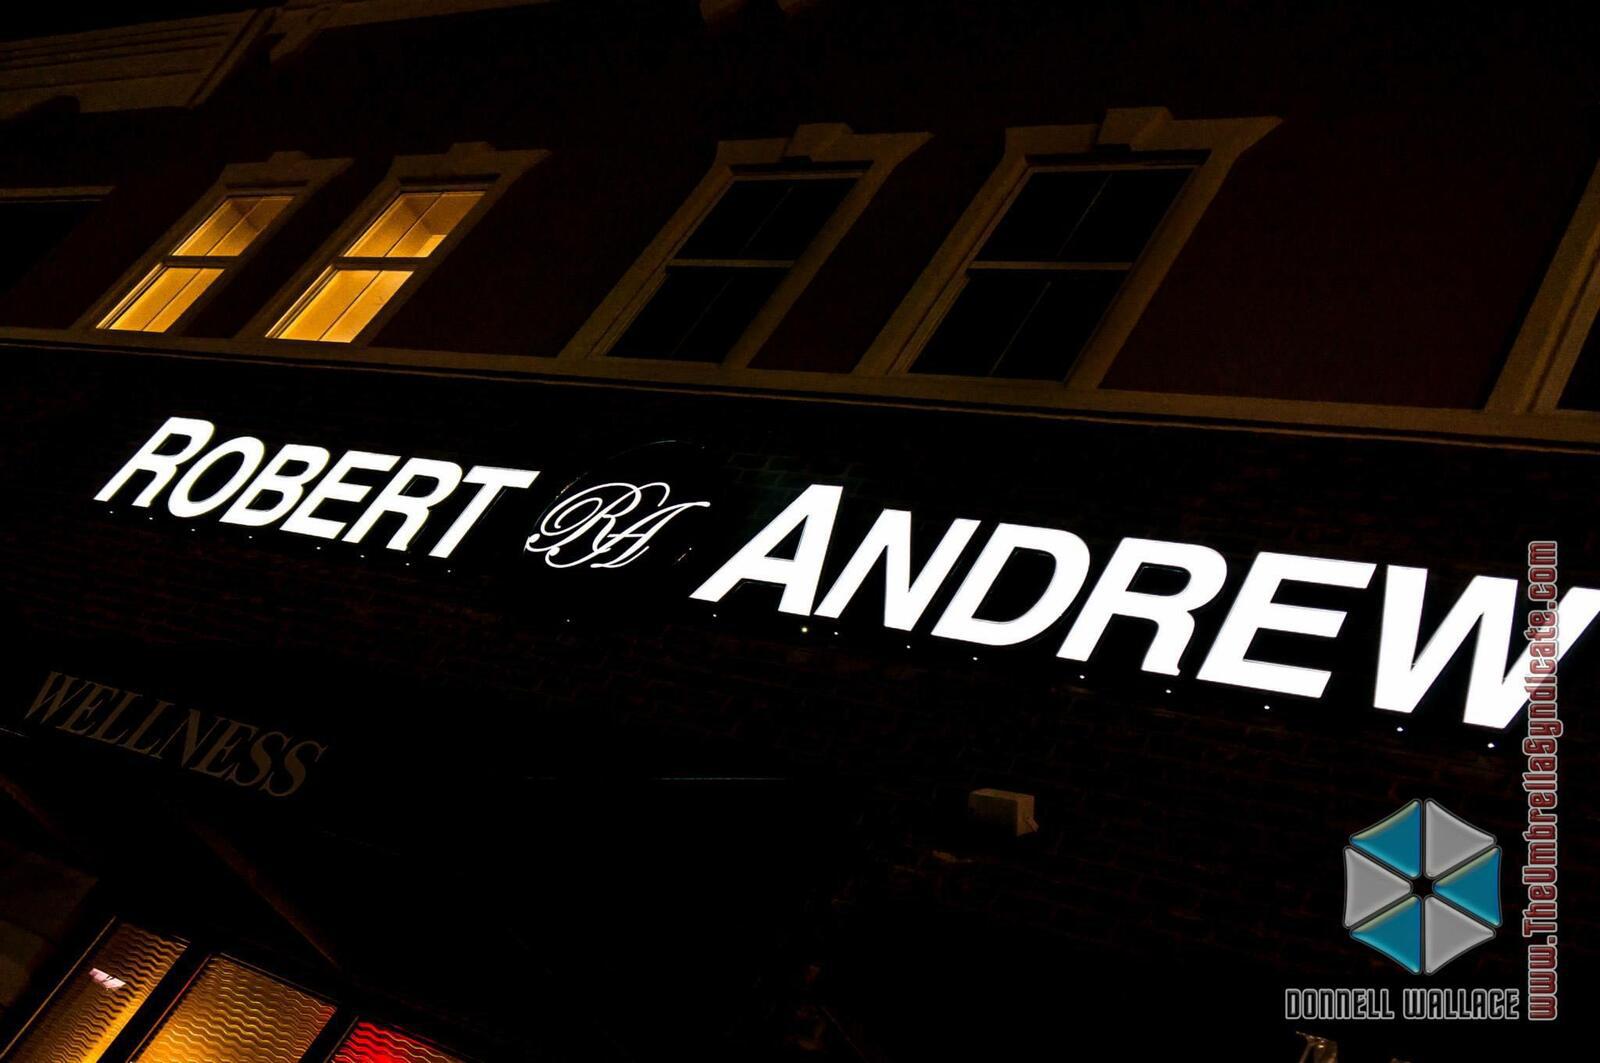 ROBERT RA ANDREW
WELLNESS
DONNELL WALLACE
www.TheUmbrellaSyndicate.com